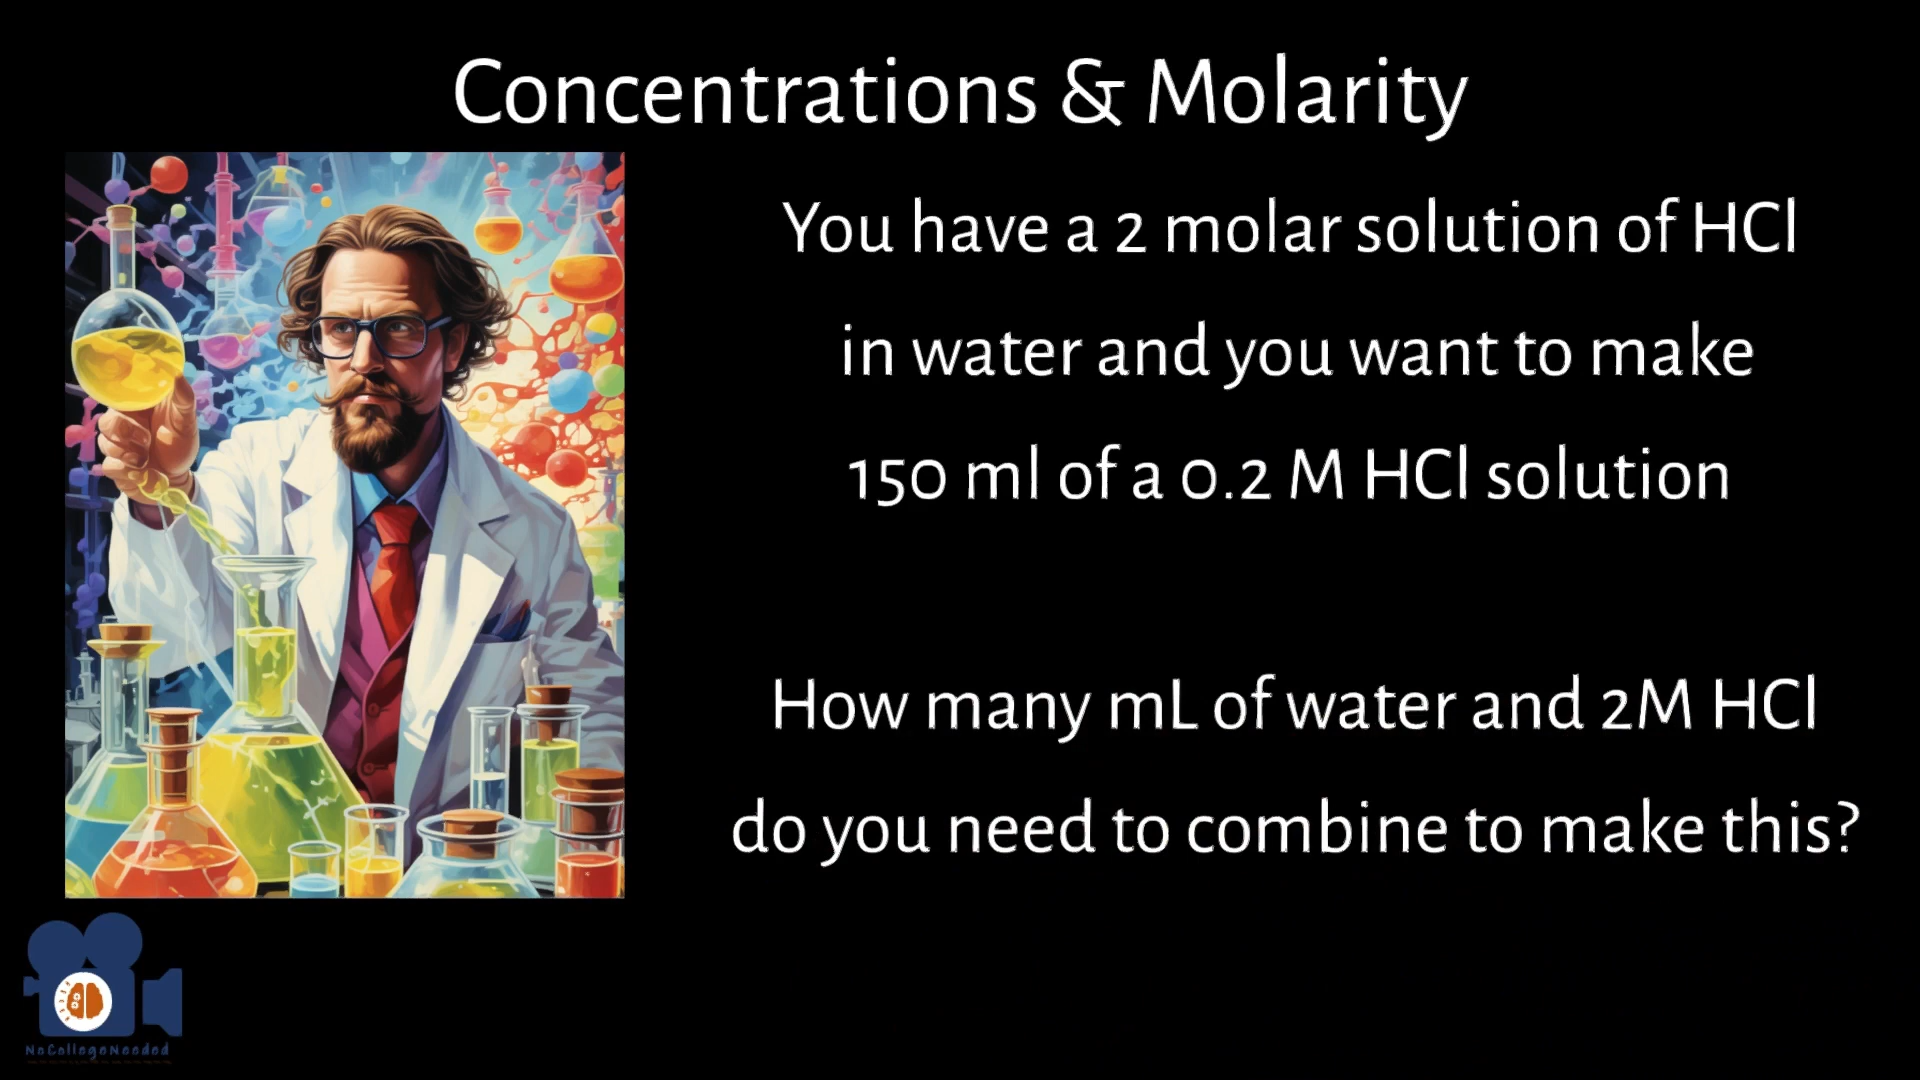 Concentrations & Molarity
You have a 2 molar solution of HCl
in water and you want to make
150 ml of a 0.2 M HCl solution
How many mL of water and 2M HCl
do you need to combine to make this?
NoCollegeNeeded